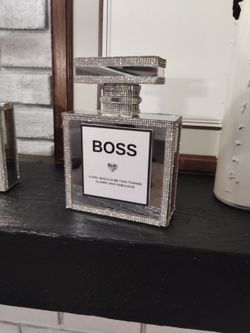 BOSS
A GIRL SHOULD BE TWO THINGS,
CLASSY AND FABULOUS